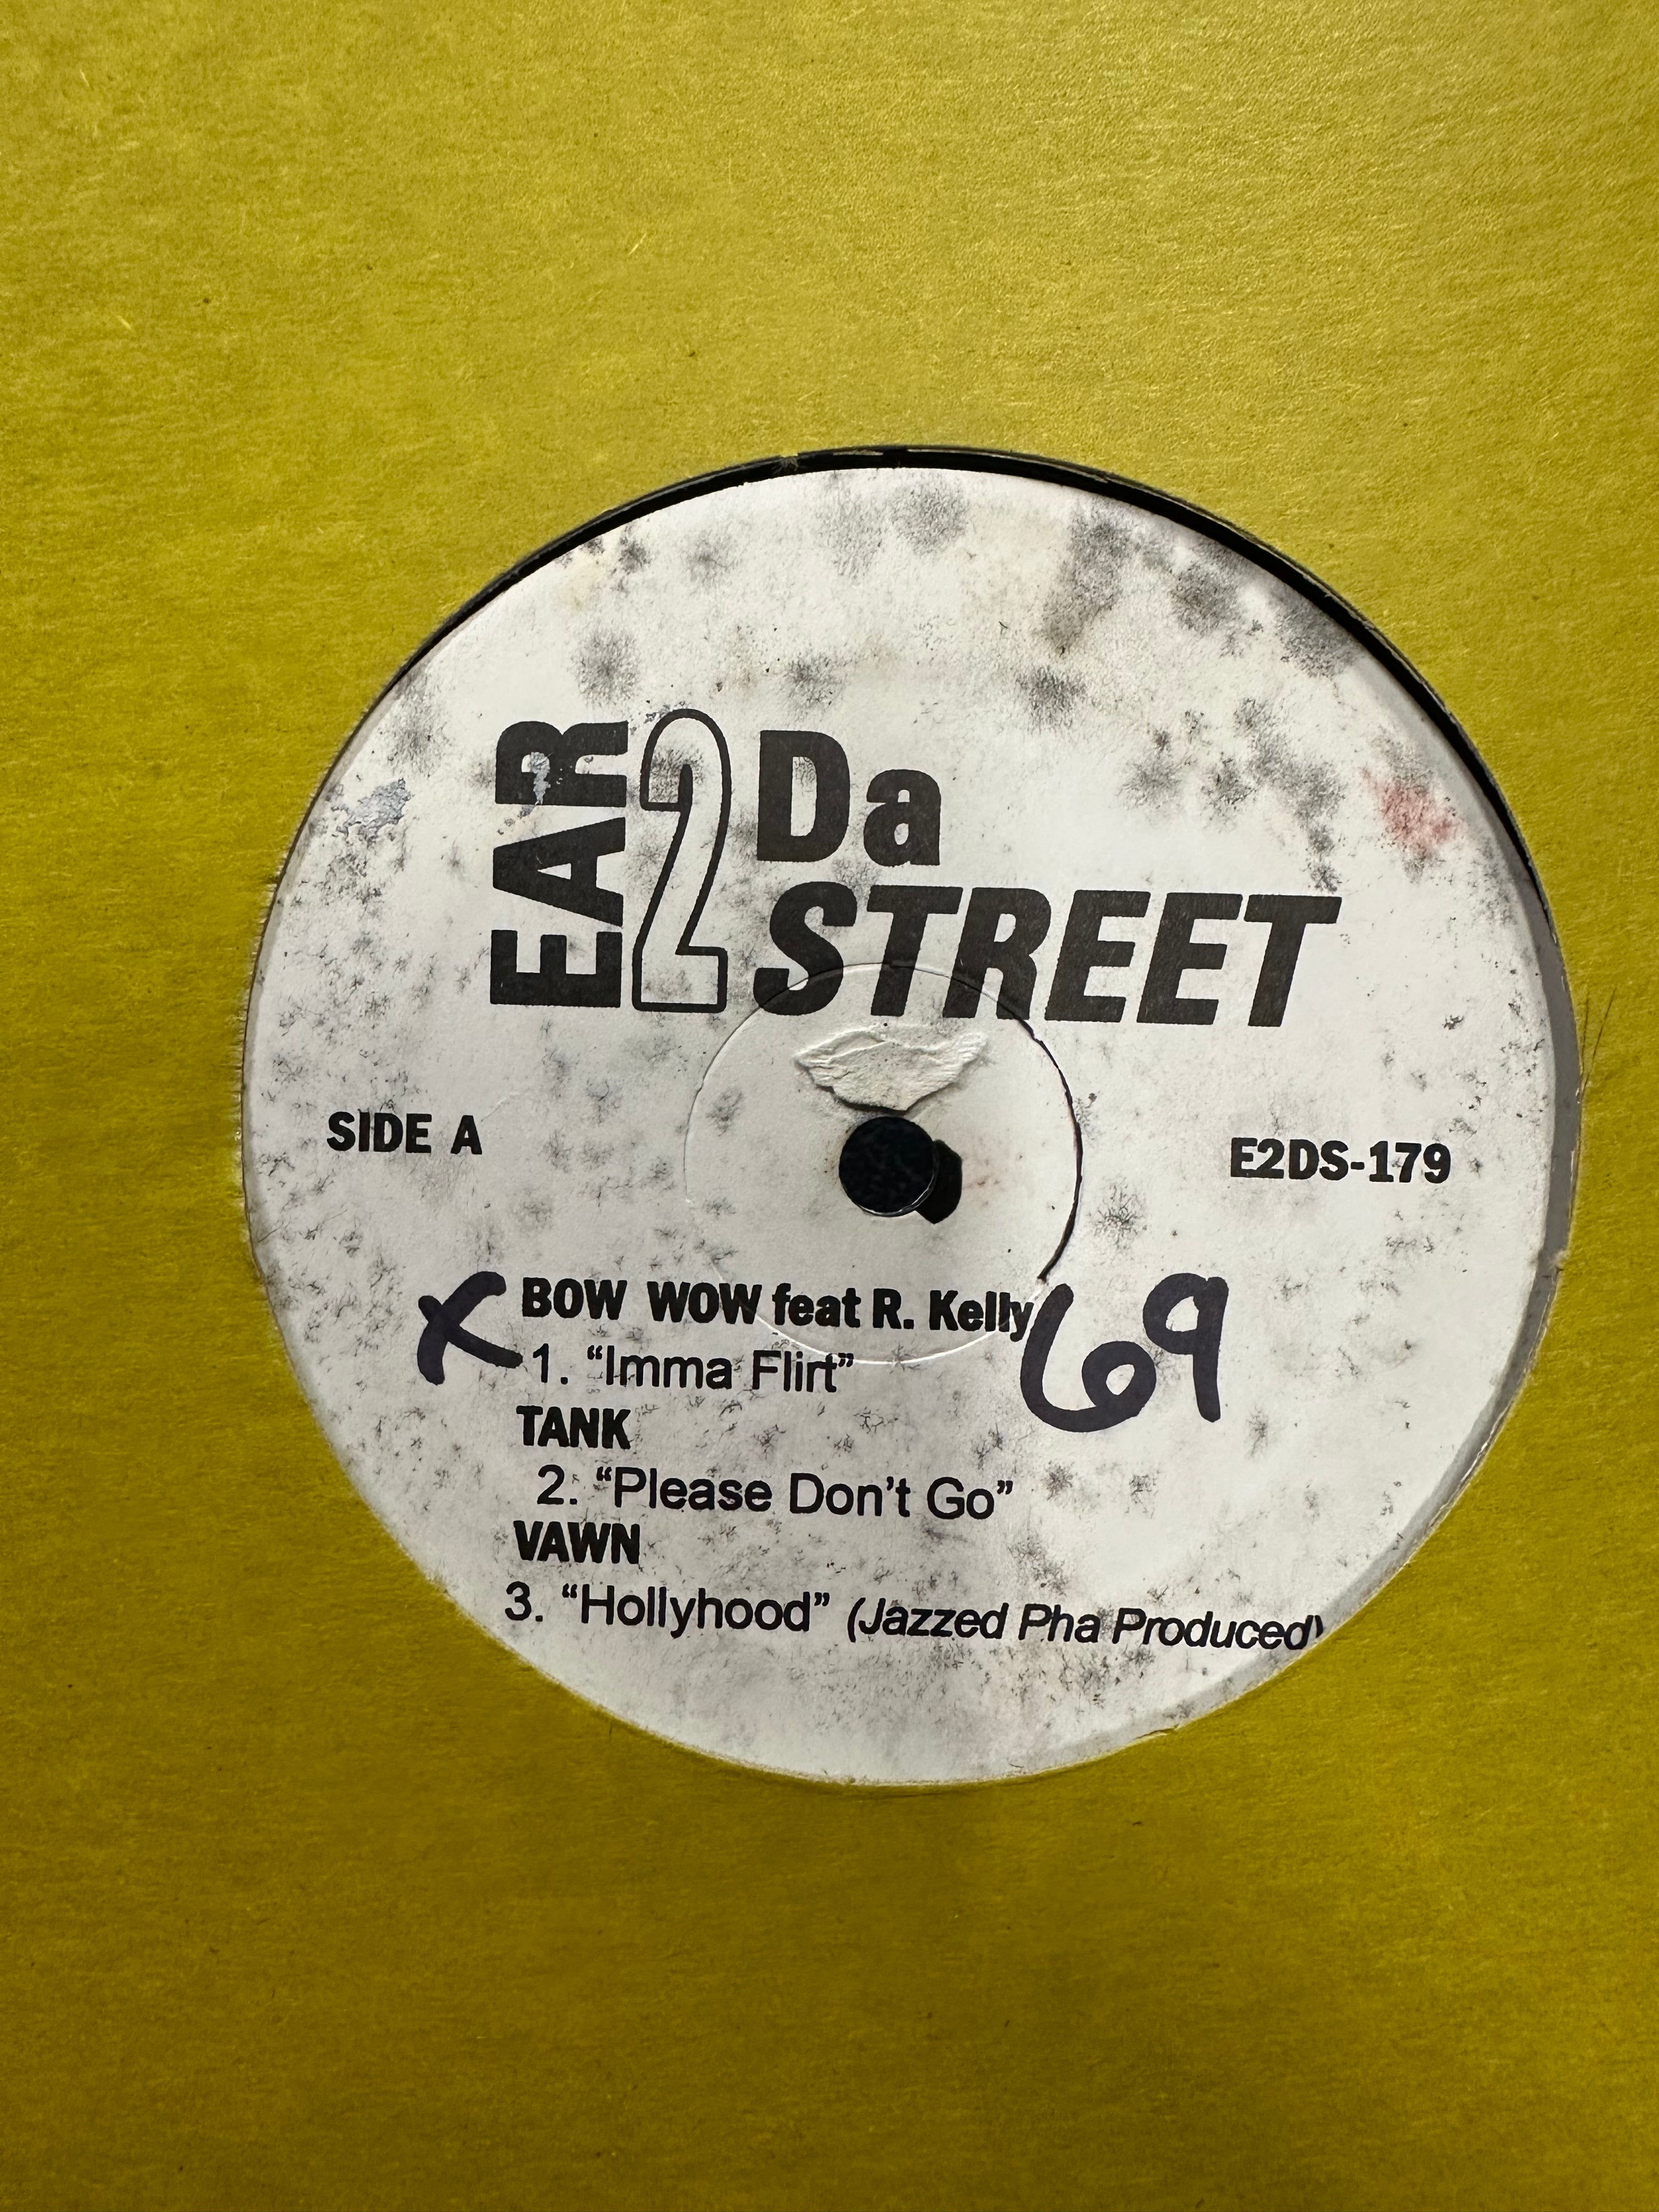 EAR 2 Da
STREET
SIDE A
E2DS-179
X BOW WOW feat R. Kelly 69
1. “Imma Flirt”
TANK
2. “Please Don't Go”
VAWN
3. “Hollyhood” (Jazzed Pha Produced)